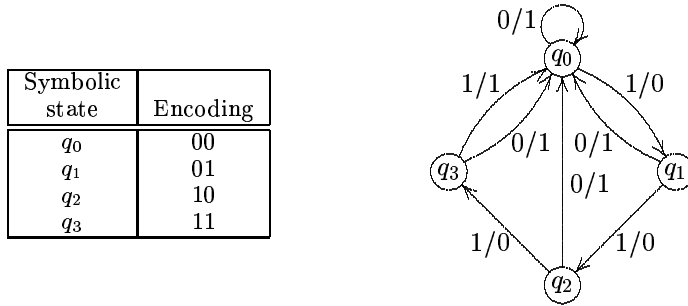 Symbolic
state Encoding
q0 00
q1 01
q2 10
q3 11
0/1
q0
1/1 1/0
0/1 0/1
q3 q1
0/1
1/0 1/0
q2